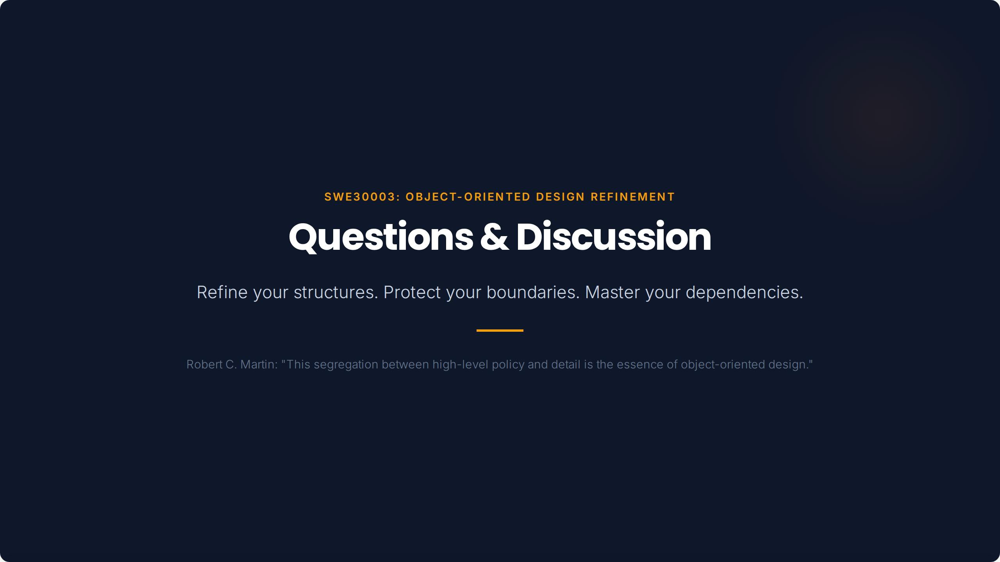 SWE30003: OBJECT-ORIENTED DESIGN REFINEMENT
Questions & Discussion
Refine your structures. Protect your boundaries. Master your dependencies.
Robert C. Martin: "This segregation between high-level policy and detail is the essence of object-oriented design."